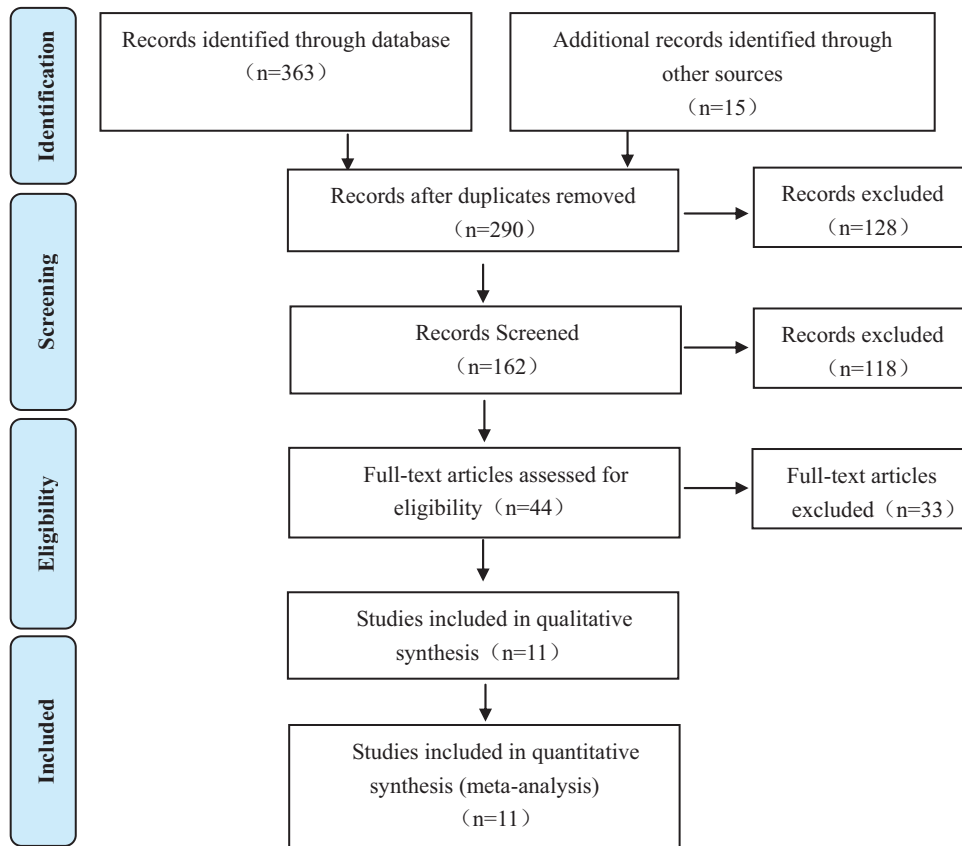 Identification
Records identified through database
（n=363）
Additional records identified through
other sources
（n=15）
Records after duplicates removed
（n=290）
Records excluded
（n=128）
Screening
Records Screened
（n=162）
Records excluded
（n=118）
Eligibility
Full-text articles assessed for
eligibility（n=44）
Full-text articles
excluded（n=33）
Studies included in qualitative
synthesis（n=11）
Included
Studies included in quantitative
synthesis (meta-analysis)
（n=11）